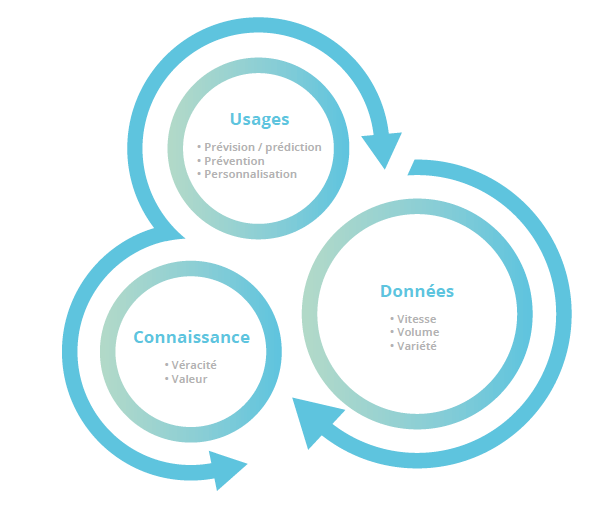 Usages
• Prévision / prédiction
• Prévention
• Personnalisation
Données
• Vitesse
• Volume
• Variété
Connaissance
• Véracité
• Valeur